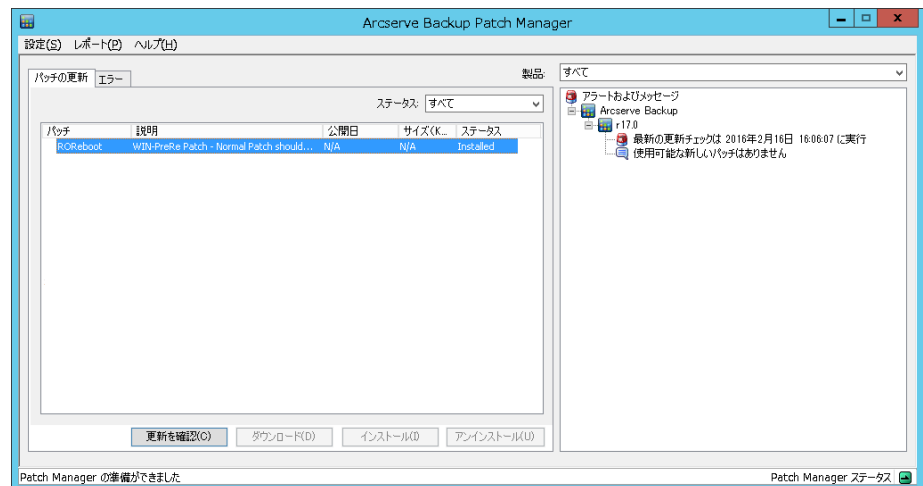 Arcserve Backup Patch Manager
設定(S) レポート(P) ヘルプ(H)
パッチの更新 エラー
ステータス: すべて
パッチ 説明 公開日 サイズ(K... ステータス
ROReboot WIN-PreRe Patch - Normal Patch should... N/A N/A Installed
更新を確認(C) ダウンロード(D) インストール(I) アンインストール(U)
製品: すべて
アラートおよびメッセージ
Arcserve Backup
r17.0
最新の更新チェックは 2016年2月16日 16:06:07 に実行
使用可能な新しいパッチはありません
Patch Manager の準備ができました
Patch Manager ステータス